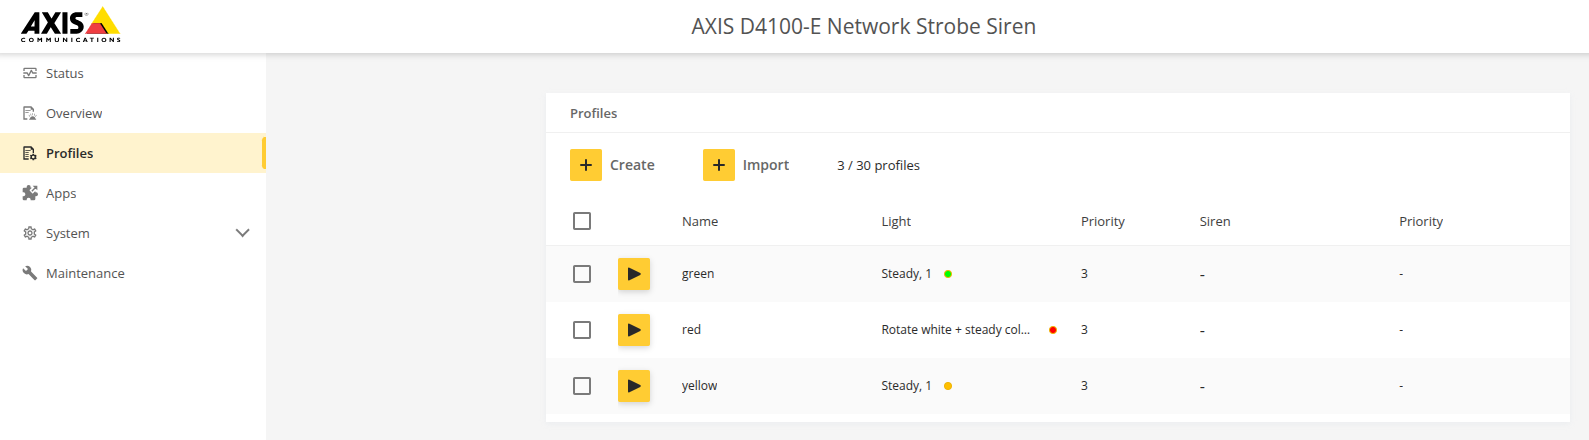 AXIS
COMMUNICATIONS
AXIS D4100-E Network Strobe Siren
Status
Overview
Profiles
Apps
System
Maintenance
Profiles
Create Import 3 / 30 profiles
Name Light Priority Siren Priority
green Steady, 1 3 - -
red Rotate white + steady col... 3 - -
yellow Steady, 1 3 - -